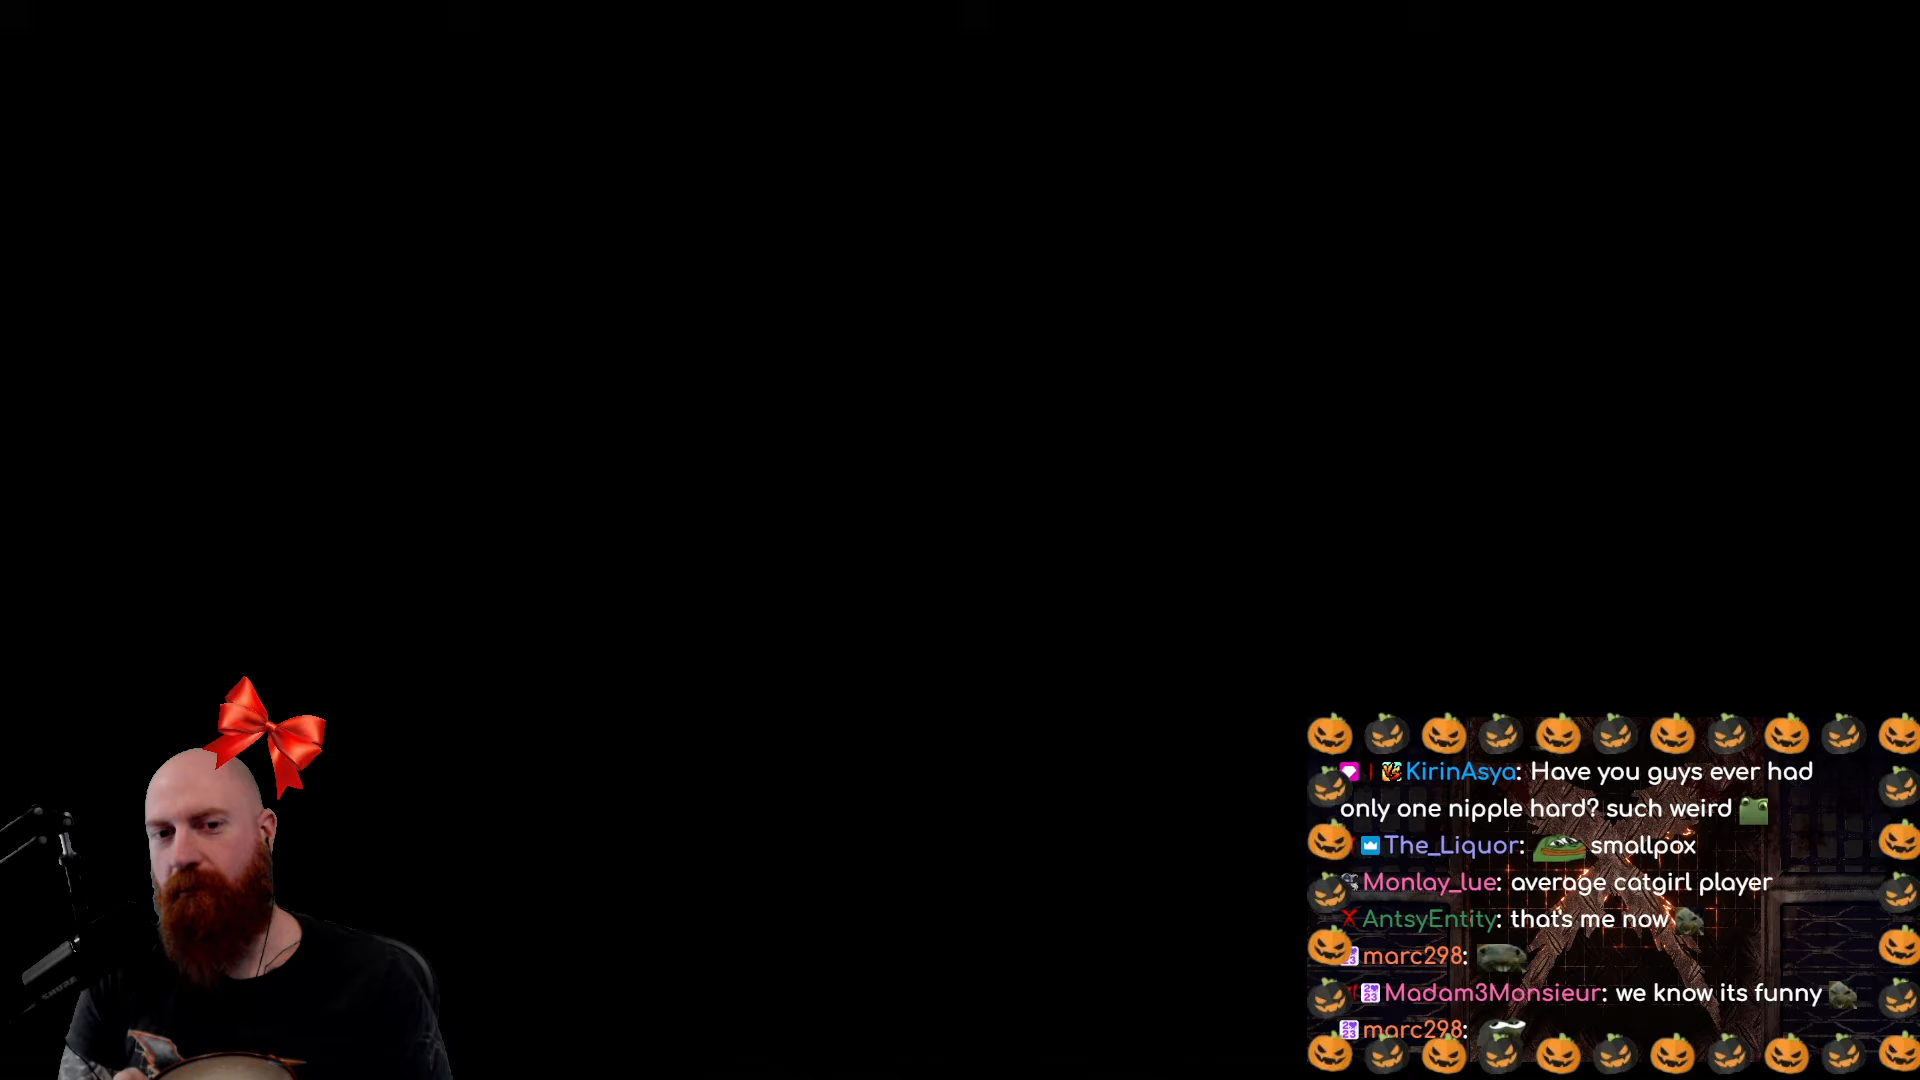 KirinAsya: Have you guys ever had
only one nipple hard? such weird
The_Liquor: smallpox
Monlay_lue: average catgirl player
AntsyEntity: that's me now
marc298:
Madam3Monsieur: we know its funny
marc298:
SHURE